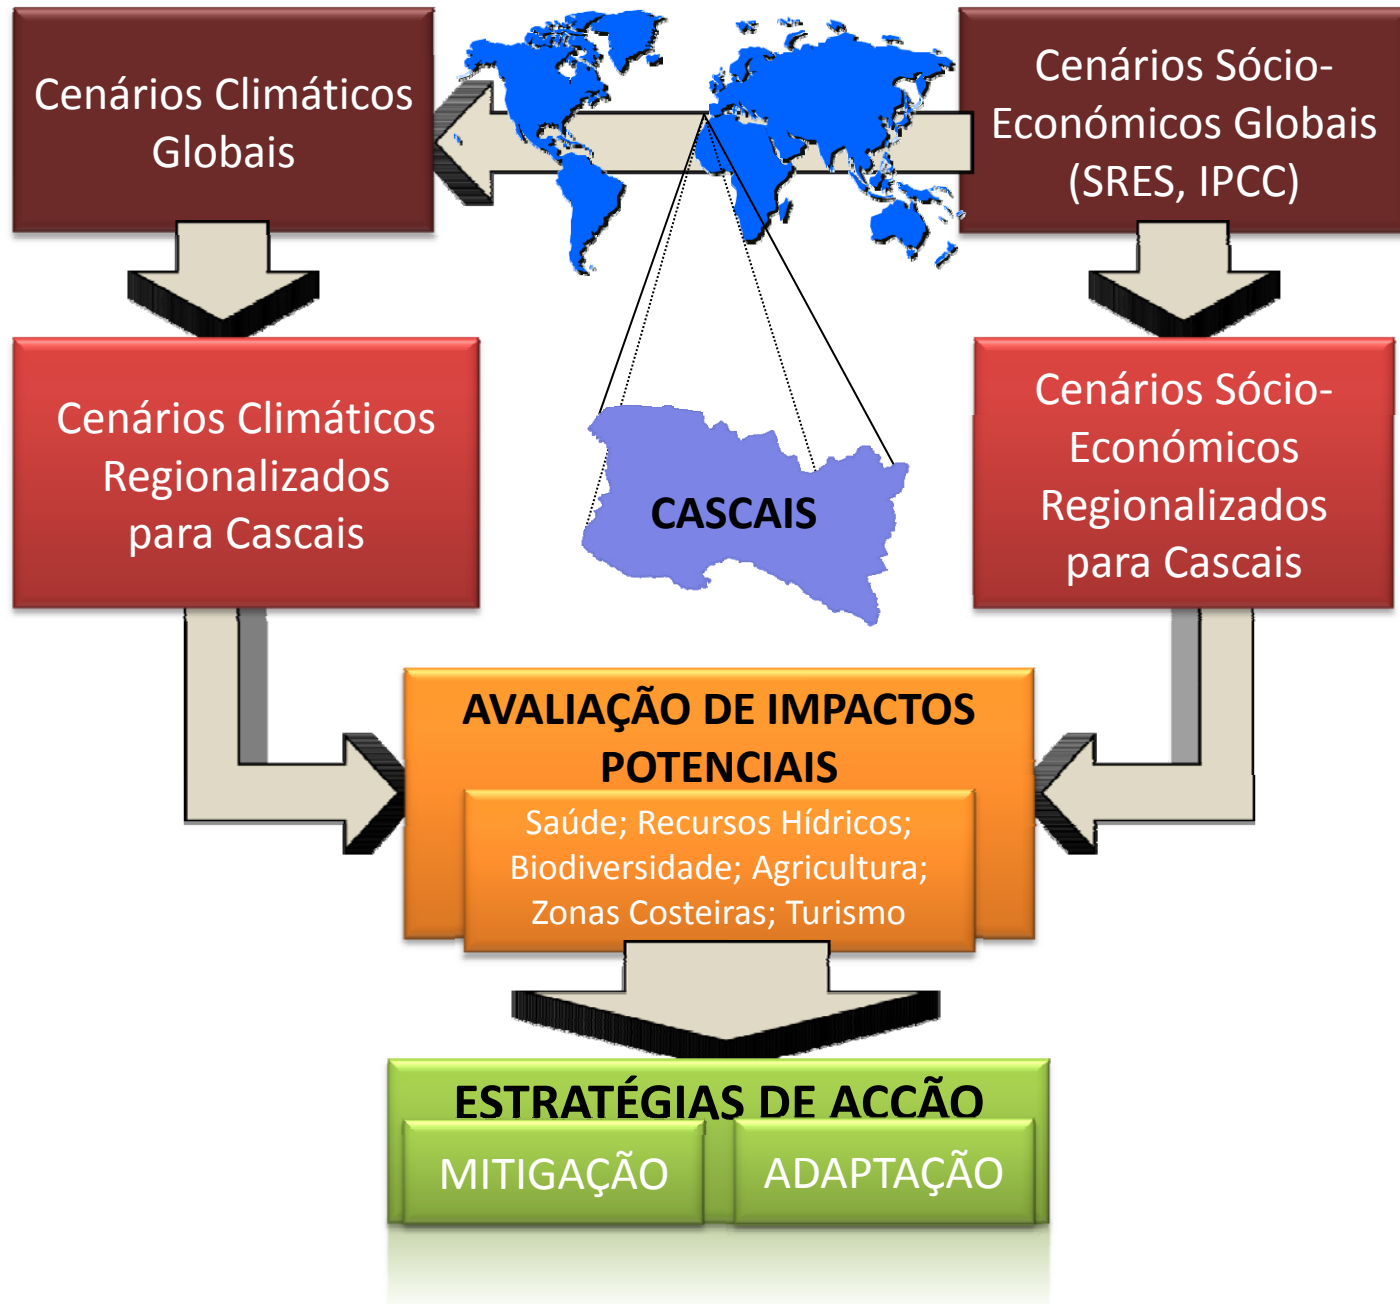 Cenários Climáticos
Globais
Cenários Sócio-
Económicos Globais
(SRES, IPCC)
Cenários Climáticos
Regionalizados
para Cascais
CASCAIS
Cenários Sócio-
Económicos
Regionalizados
para Cascais
AVALIAÇÃO DE IMPACTOS
POTENCIAIS
Saúde; Recursos Hídricos;
Biodiversidade; Agricultura;
Zonas Costeiras; Turismo
ESTRATÉGIAS DE ACCÃO
MITIGAÇÃO
ADAPTAÇÃO